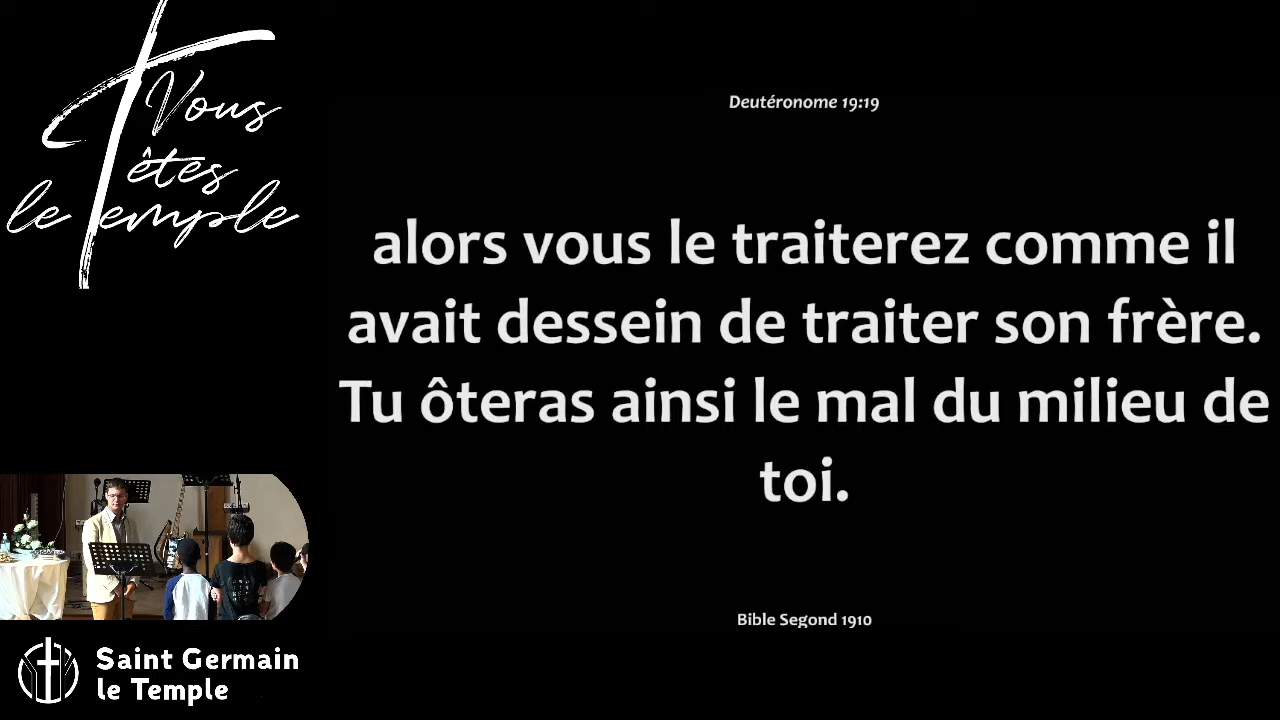 Vous
êtes
le Temple
Deutéronome 19:19
alors vous le traiterez comme il
avait dessein de traiter son frère.
Tu ôteras ainsi le mal du milieu de
toi.
Bible Segond 1910
Saint Germain
le Temple